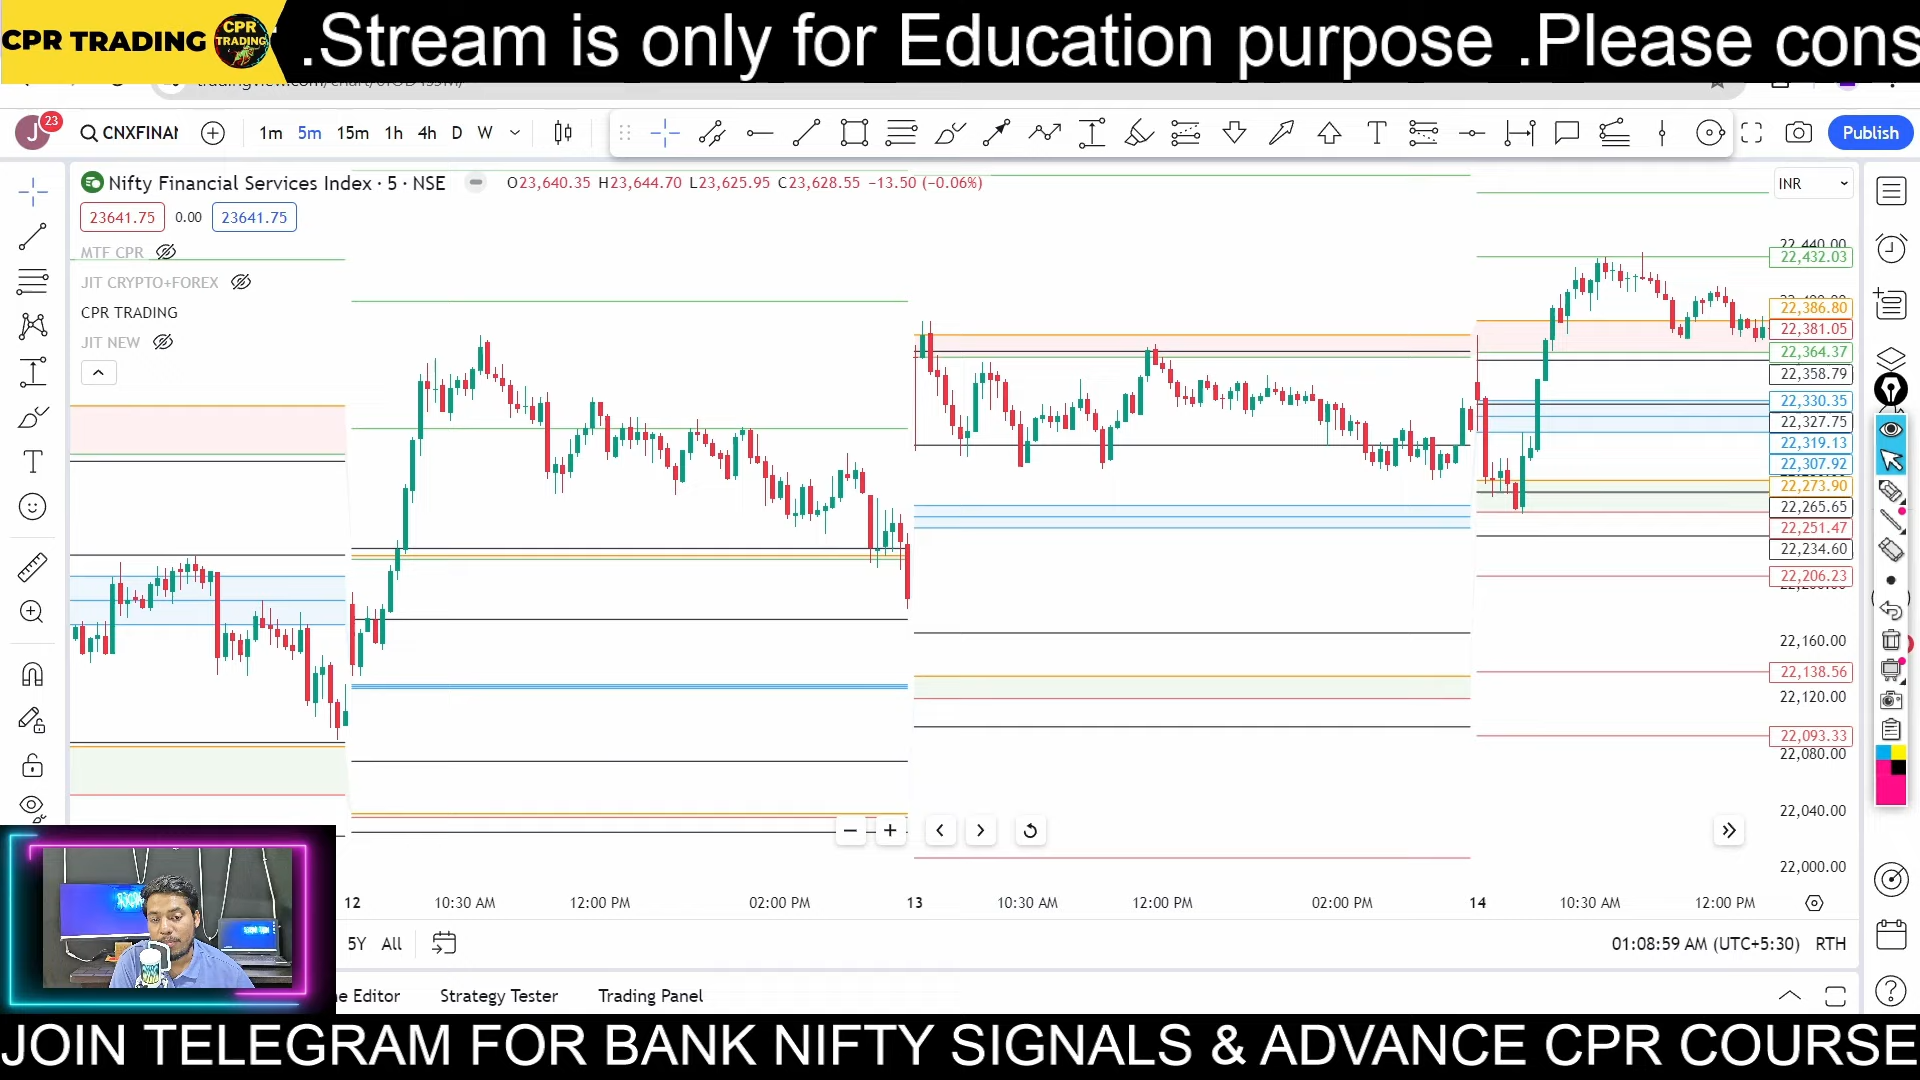 CPR TRADING
CPR TRADING
.Stream is only for Education purpose .Please cons
J
23
CNXFINAN
1m 5m 15m 1h 4h D W
Publish
Nifty Financial Services Index · 5 · NSE
O23,640.35 H23,644.70 L23,625.95 C23,628.55 −13.50 (−0.06%)
INR
23641.75 0.00 23641.75
MTF CPR
JIT CRYPTO+FOREX
CPR TRADING
JIT NEW
22,440.00
22,432.03
22,386.80
22,381.05
22,364.37
22,358.79
22,330.35
22,327.75
22,319.13
22,307.92
22,273.90
22,265.65
22,251.47
22,234.60
22,206.23
22,160.00
22,138.56
22,120.00
22,093.33
22,080.00
22,040.00
22,000.00
12 10:30 AM 12:00 PM 02:00 PM 13 10:30 AM 12:00 PM 02:00 PM 14 10:30 AM 12:00 PM
5Y All
01:08:59 AM (UTC+5:30) RTH
e Editor Strategy Tester Trading Panel
JOIN TELEGRAM FOR BANK NIFTY SIGNALS & ADVANCE CPR COURSE